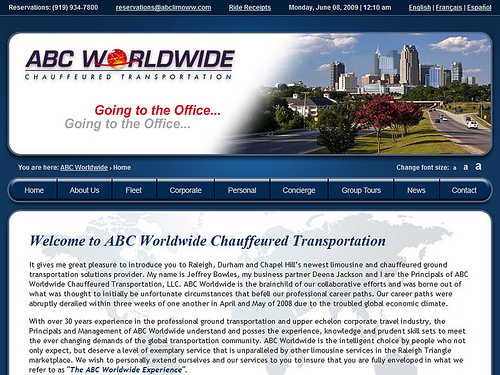 Reservations: (919) 934-7800 reservations@abclimoww.com Ride Receipts Monday, June 08, 2009 | 12:10 am English | Français | Español
ABC WORLDWIDE
CHAUFFEURED TRANSPORTATION
Going to the Office...
Going to the Office...
You are here: ABC Worldwide › Home Change font size: a a a
Home About Us Fleet Corporate Personal Concierge Group Tours News Contact
Welcome to ABC Worldwide Chauffeured Transportation
It gives me great pleasure to introduce you to Raleigh, Durham and Chapel Hill's newest limousine and chauffeured ground
transportation solutions provider. My name is Jeffrey Bowles, my business partner Deena Jackson and I are the Principals of ABC
Worldwide Chauffeured Transportation, LLC. ABC Worldwide is the brainchild of our collaborative efforts and was borne out of
what was thought to initially be unfortunate circumstances that befell our professional career paths. Our career paths were
abruptly derailed within three weeks of one another in April and May of 2008 due to the troubled global economic climate.
With over 30 years experience in the professional ground transportation and upper echelon corporate travel industry, the
Principals and Management of ABC Worldwide understand and posses the experience, knowledge and prudent skill sets to meet
the ever changing demands of the global transportation community. ABC Worldwide is the intelligent choice by people who not
only expect, but deserve a level of exemplary service that is unparalleled by other limousine services in the Raleigh Triangle
marketplace. We wish to personally extend ourselves and our services to you to insure that you are fully enveloped in what we
refer to as "The ABC Worldwide Experience".